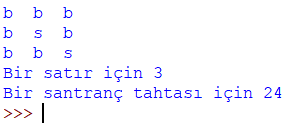 b b b
b s b
b b s
Bir satır için 3
Bir santranç tahtası için 24
>>>